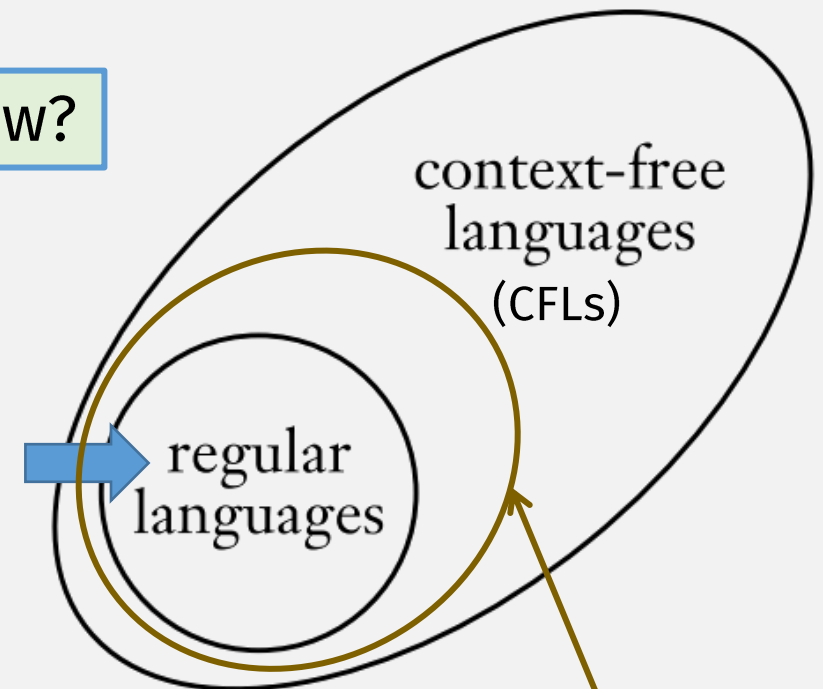 w?
context-free
languages
(CFLs)
regular
languages